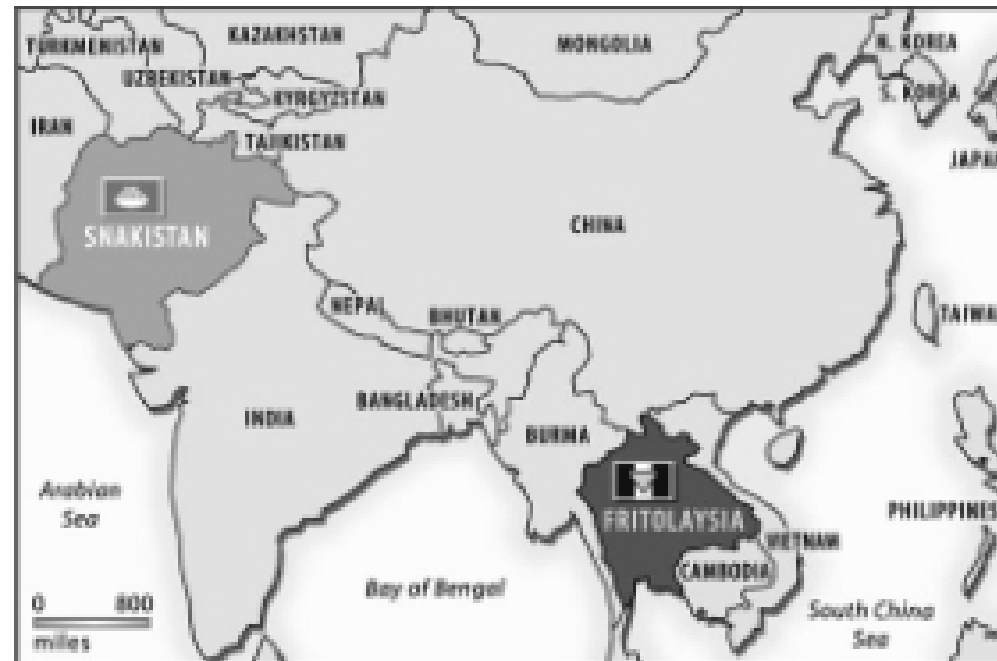 KAZAKHSTAN
TURKMENISTAN
MONGOLIA
N. KOREA
UZBEKISTAN
KYRGYZSTAN
S. KOREA
IRAN
TAJIKISTAN
JAPA
CHINA
SNAKISTAN
NEPAL
BHUTAN
TAIWA
BANGLADESH
INDIA
BURMA
Arabian
Sea
PHILIPPINES
FRITOLAYSIA
VIETNAM
CAMBODIA
Bay of Bengal
South China
Sea
0 800
miles